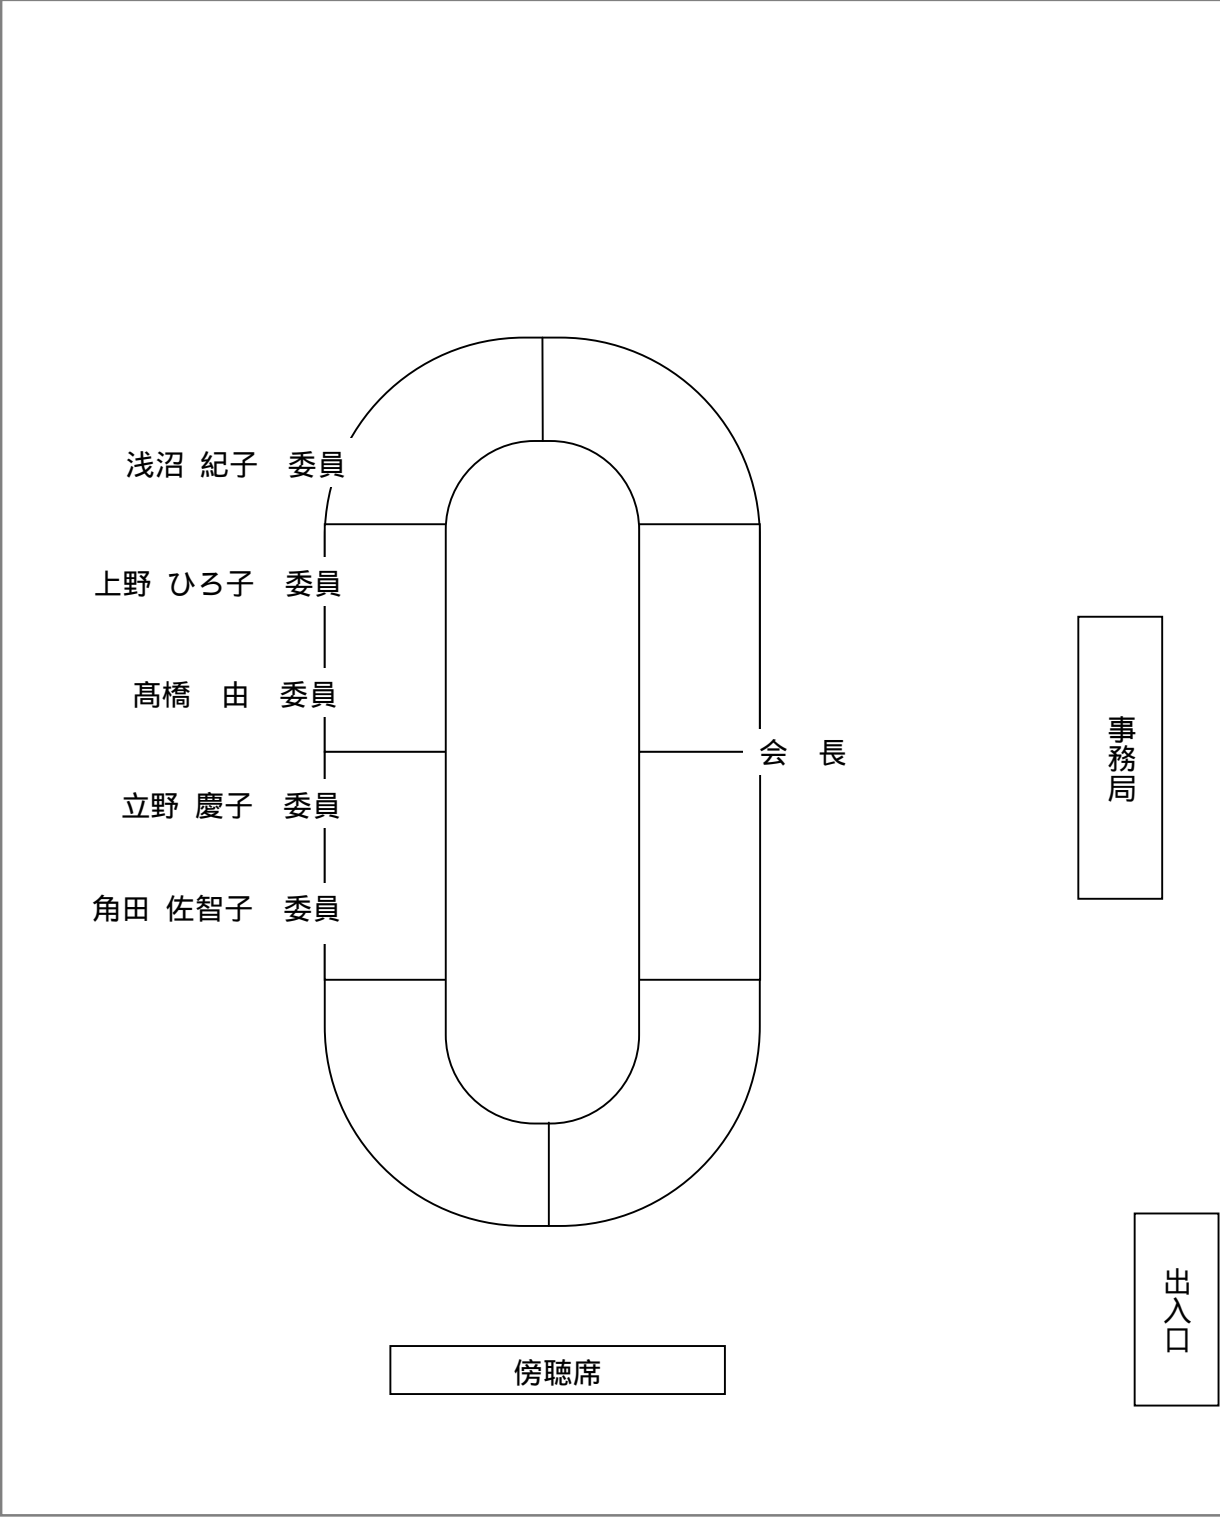 浅沼 紀子　委員
上野 ひろ子　委員
髙橋　由　委員
会　長
立野 慶子　委員
角田 佐智子　委員
事務局
出入口
傍聴席